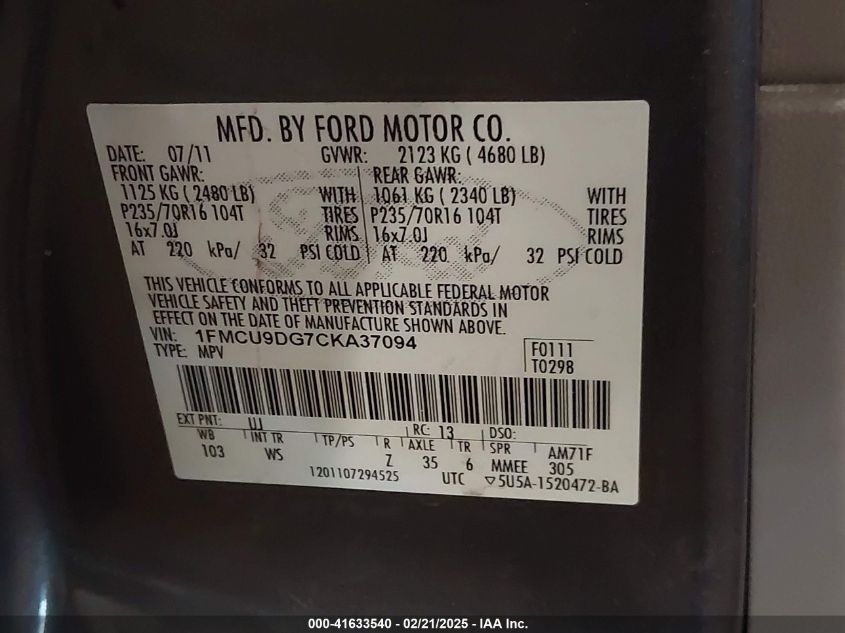 MFD. BY FORD MOTOR CO.
DATE: 07/11 GVWR: 2123 KG ( 4680 LB)
FRONT GAWR: REAR GAWR:
1125 KG ( 2480 LB) WITH 1061 KG ( 2340 LB) WITH
P235/70R16 104T TIRES P235/70R16 104T TIRES
16x7.0J RIMS 16x7.0J RIMS
AT 220 kPa/ 32 PSI COLD AT 220 kPa/ 32 PSI COLD
THIS VEHICLE CONFORMS TO ALL APPLICABLE FEDERAL MOTOR
VEHICLE SAFETY AND THEFT PREVENTION STANDARDS IN
EFFECT ON THE DATE OF MANUFACTURE SHOWN ABOVE.
VIN: 1FMCU9DG7CKA37094
TYPE: MPV
F0111
T0298
EXT PNT: UJ RC: 13 DSO:
WB INT TR TP/PS R AXLE TR SPR AM71F
103 WS Z 35 6 MMEE 305
1201107294525 UTC ▽5U5A-1520472-BA
000-41633540 - 02/21/2025 - IAA Inc.